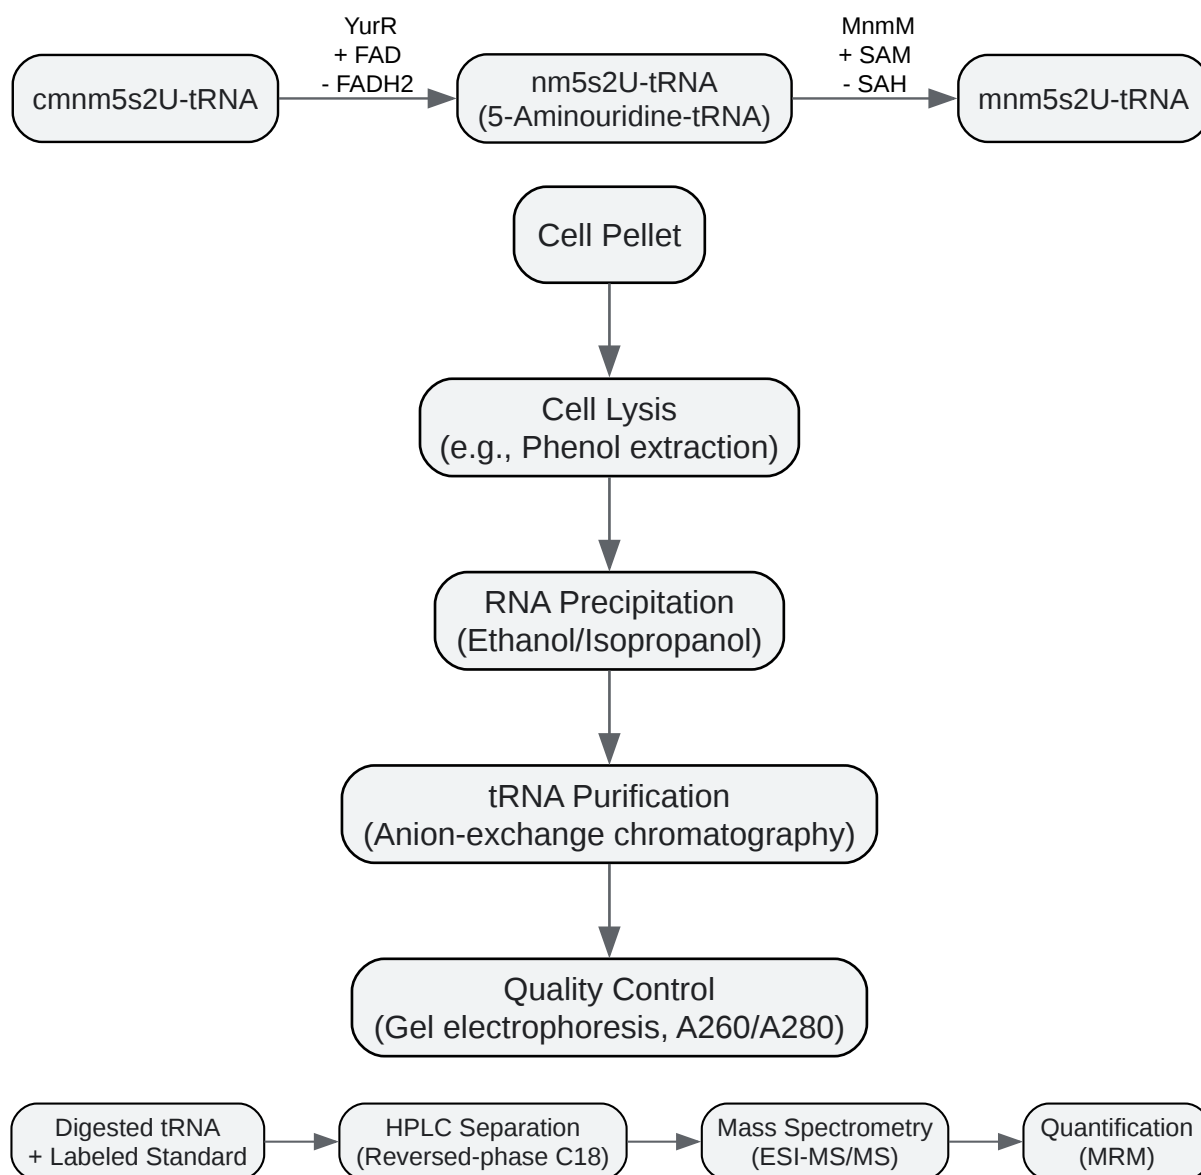 YurR
+ FAD
- FADH2
MnmM
+ SAM
- SAH
cmnm5s2U-tRNA
nm5s2U-tRNA
(5-Aminouridine-tRNA)
mnm5s2U-tRNA
Cell Pellet
Cell Lysis
(e.g., Phenol extraction)
RNA Precipitation
(Ethanol/Isopropanol)
tRNA Purification
(Anion-exchange chromatography)
Quality Control
(Gel electrophoresis, A260/A280)
Digested tRNA
+ Labeled Standard
HPLC Separation
(Reversed-phase C18)
Mass Spectrometry
(ESI-MS/MS)
Quantification
(MRM)